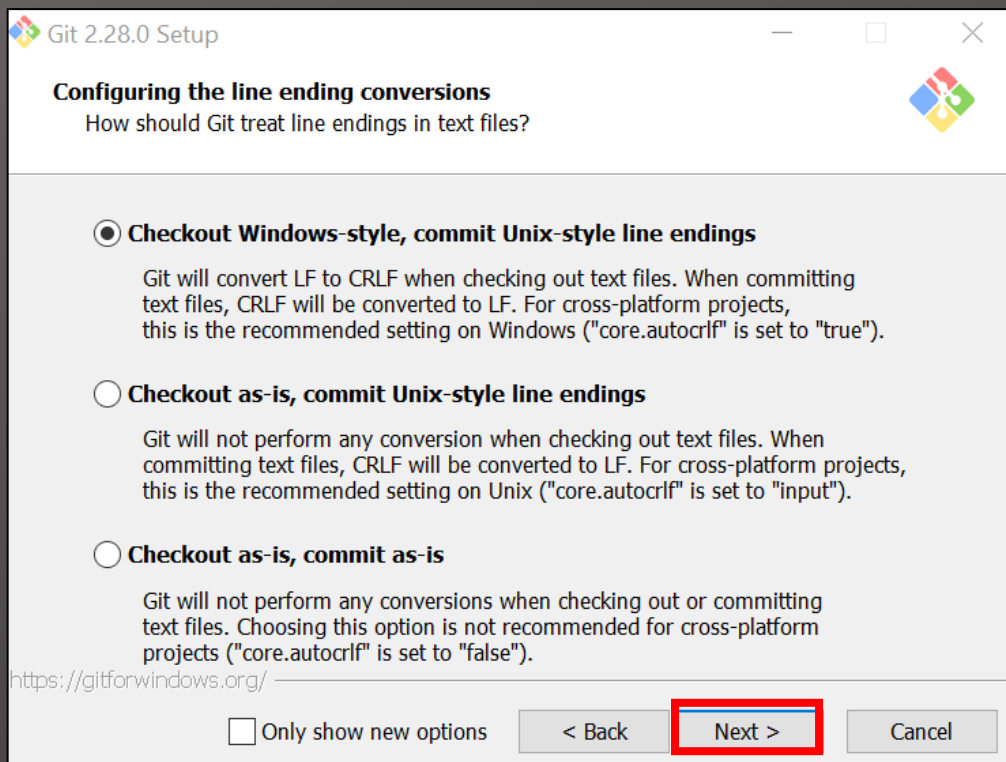 Git 2.28.0 Setup
Configuring the line ending conversions
How should Git treat line endings in text files?
Checkout Windows-style, commit Unix-style line endings
Git will convert LF to CRLF when checking out text files. When committing
text files, CRLF will be converted to LF. For cross-platform projects,
this is the recommended setting on Windows ("core.autocrlf" is set to "true").
Checkout as-is, commit Unix-style line endings
Git will not perform any conversion when checking out text files. When
committing text files, CRLF will be converted to LF. For cross-platform projects,
this is the recommended setting on Unix ("core.autocrlf" is set to "input").
Checkout as-is, commit as-is
Git will not perform any conversions when checking out or committing
text files. Choosing this option is not recommended for cross-platform
projects ("core.autocrlf" is set to "false").
https://gitforwindows.org/
Only show new options < Back Next > Cancel